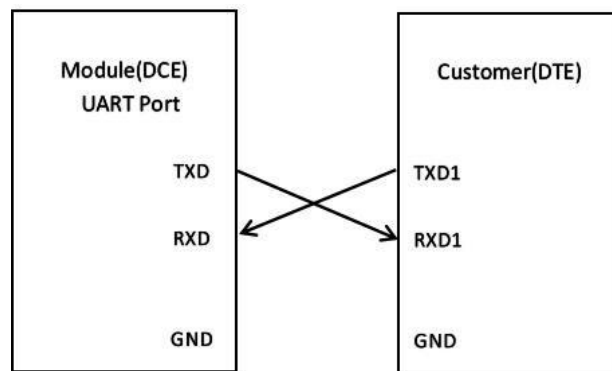 Module(DCE)
UART Port
TXD
RXD
GND
Customer(DTE)
TXD1
RXD1
GND